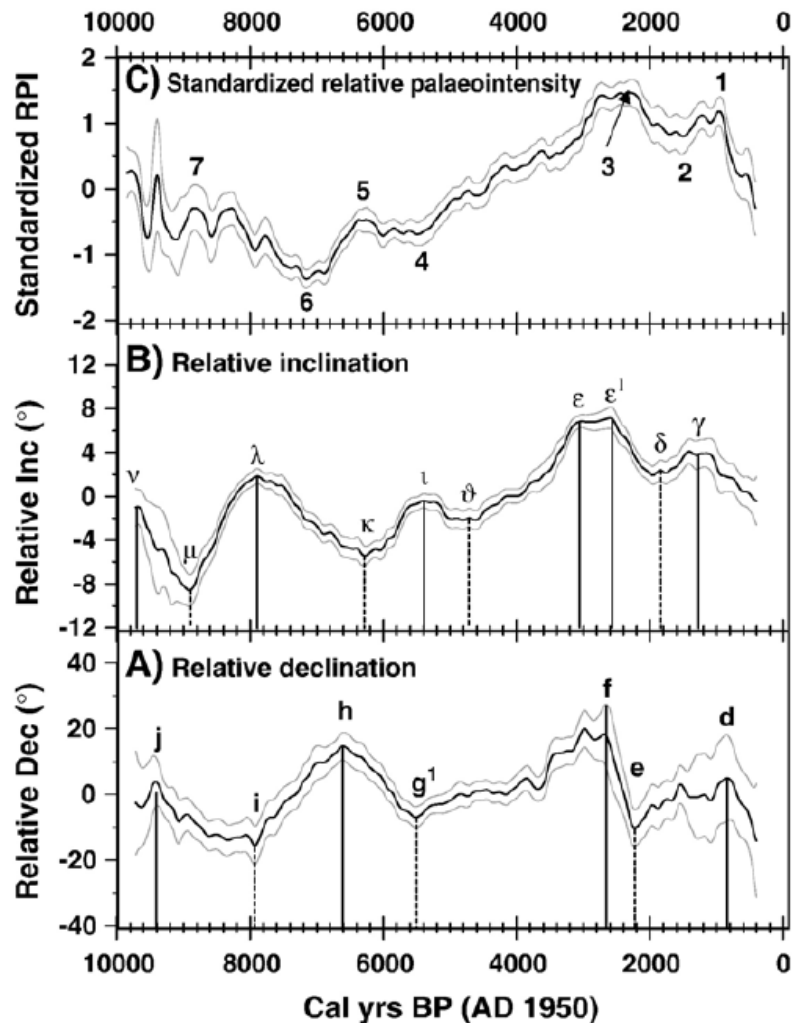 10000 8000 6000 4000 2000 0
C) Standardized relative palaeointensity
Standardized RPI
2
1
0
-1
-2
1
2
3
4
5
6
7
B) Relative inclination
Relative Inc (°)
12
8
4
0
-4
-8
-12
ν
μ
λ
κ
ι
ϑ
ε
ε¹
δ
γ
A) Relative declination
Relative Dec (°)
40
20
0
-20
-40
j
i
h
g¹
f
e
d
10000 8000 6000 4000 2000 0
Cal yrs BP (AD 1950)